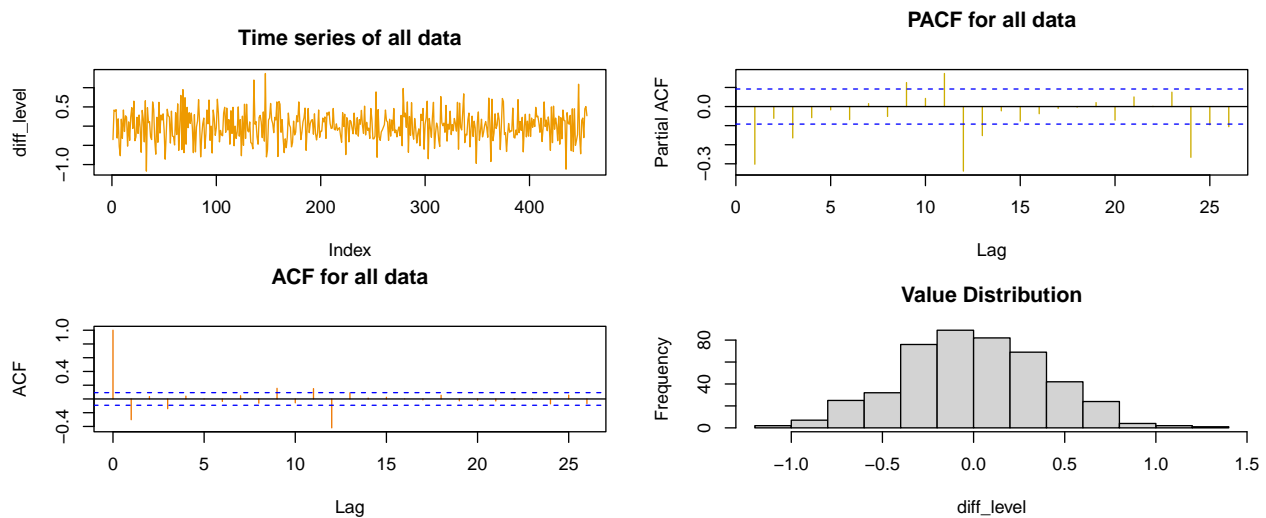 Time series of all data
diff_level
0.5
−1.0
0 100 200 300 400
Index
PACF for all data
Partial ACF
0.0
−0.3
0 5 10 15 20 25
Lag
ACF for all data
ACF
1.0
0.4
−0.4
0 5 10 15 20 25
Lag
Value Distribution
Frequency
80
40
0
−1.0 −0.5 0.0 0.5 1.0 1.5
diff_level